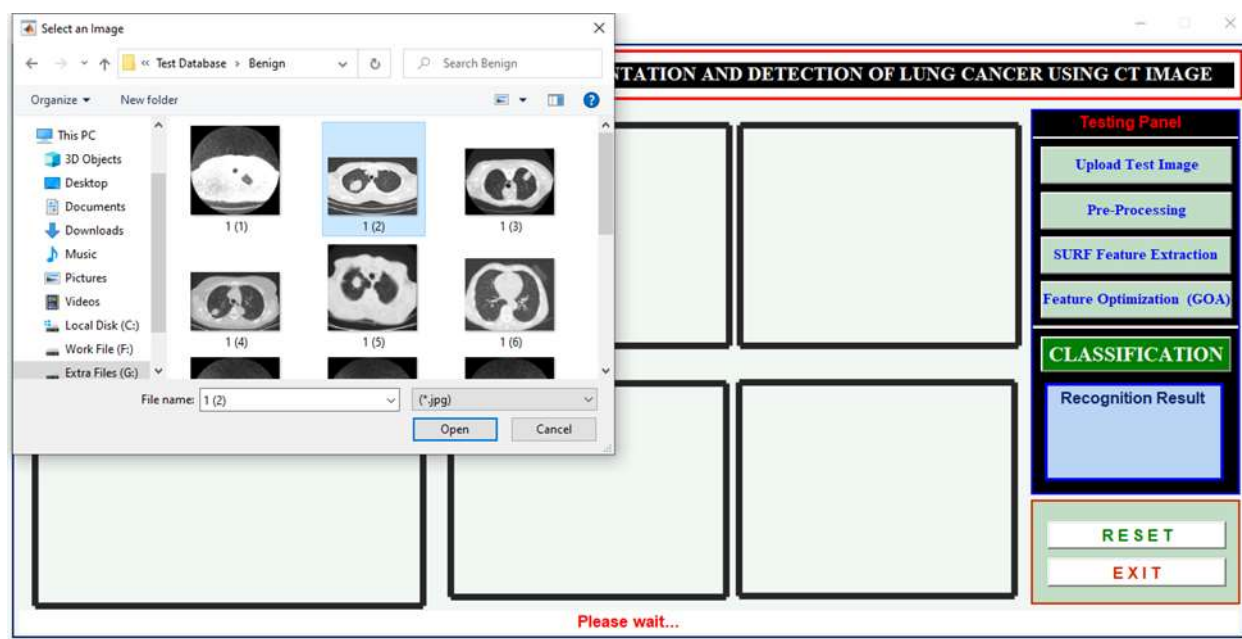 Select an Image
« Test Database › Benign
Search Benign
Organize
New folder
This PC
3D Objects
Desktop
Documents
Downloads
Music
Pictures
Videos
Local Disk (C:)
Work File (F:)
Extra Files (G:)
1 (1)
1 (2)
1 (3)
1 (4)
1 (5)
1 (6)
File name: 1 (2)
(*.jpg)
Open
Cancel
TATION AND DETECTION OF LUNG CANCER USING CT IMAGE
Testing Panel
Upload Test Image
Pre-Processing
SURF Feature Extraction
Feature Optimization (GOA)
CLASSIFICATION
Recognition Result
RESET
EXIT
Please wait...